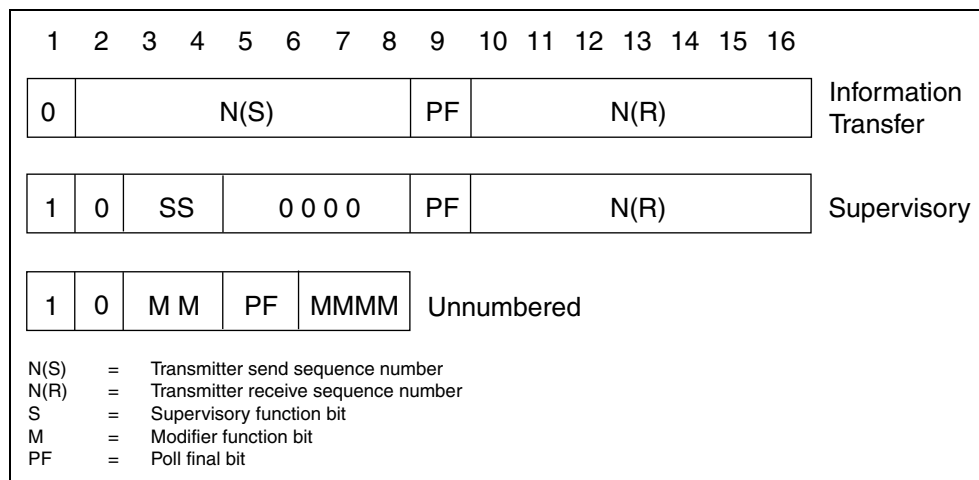 1 2 3 4 5 6 7 8 9 10 11 12 13 14 15 16
0 N(S) PF N(R) Information
Transfer
1 0 SS 0 0 0 0 PF N(R) Supervisory
1 0 M M PF MMMM Unnumbered
N(S) = Transmitter send sequence number
N(R) = Transmitter receive sequence number
S = Supervisory function bit
M = Modifier function bit
PF = Poll final bit